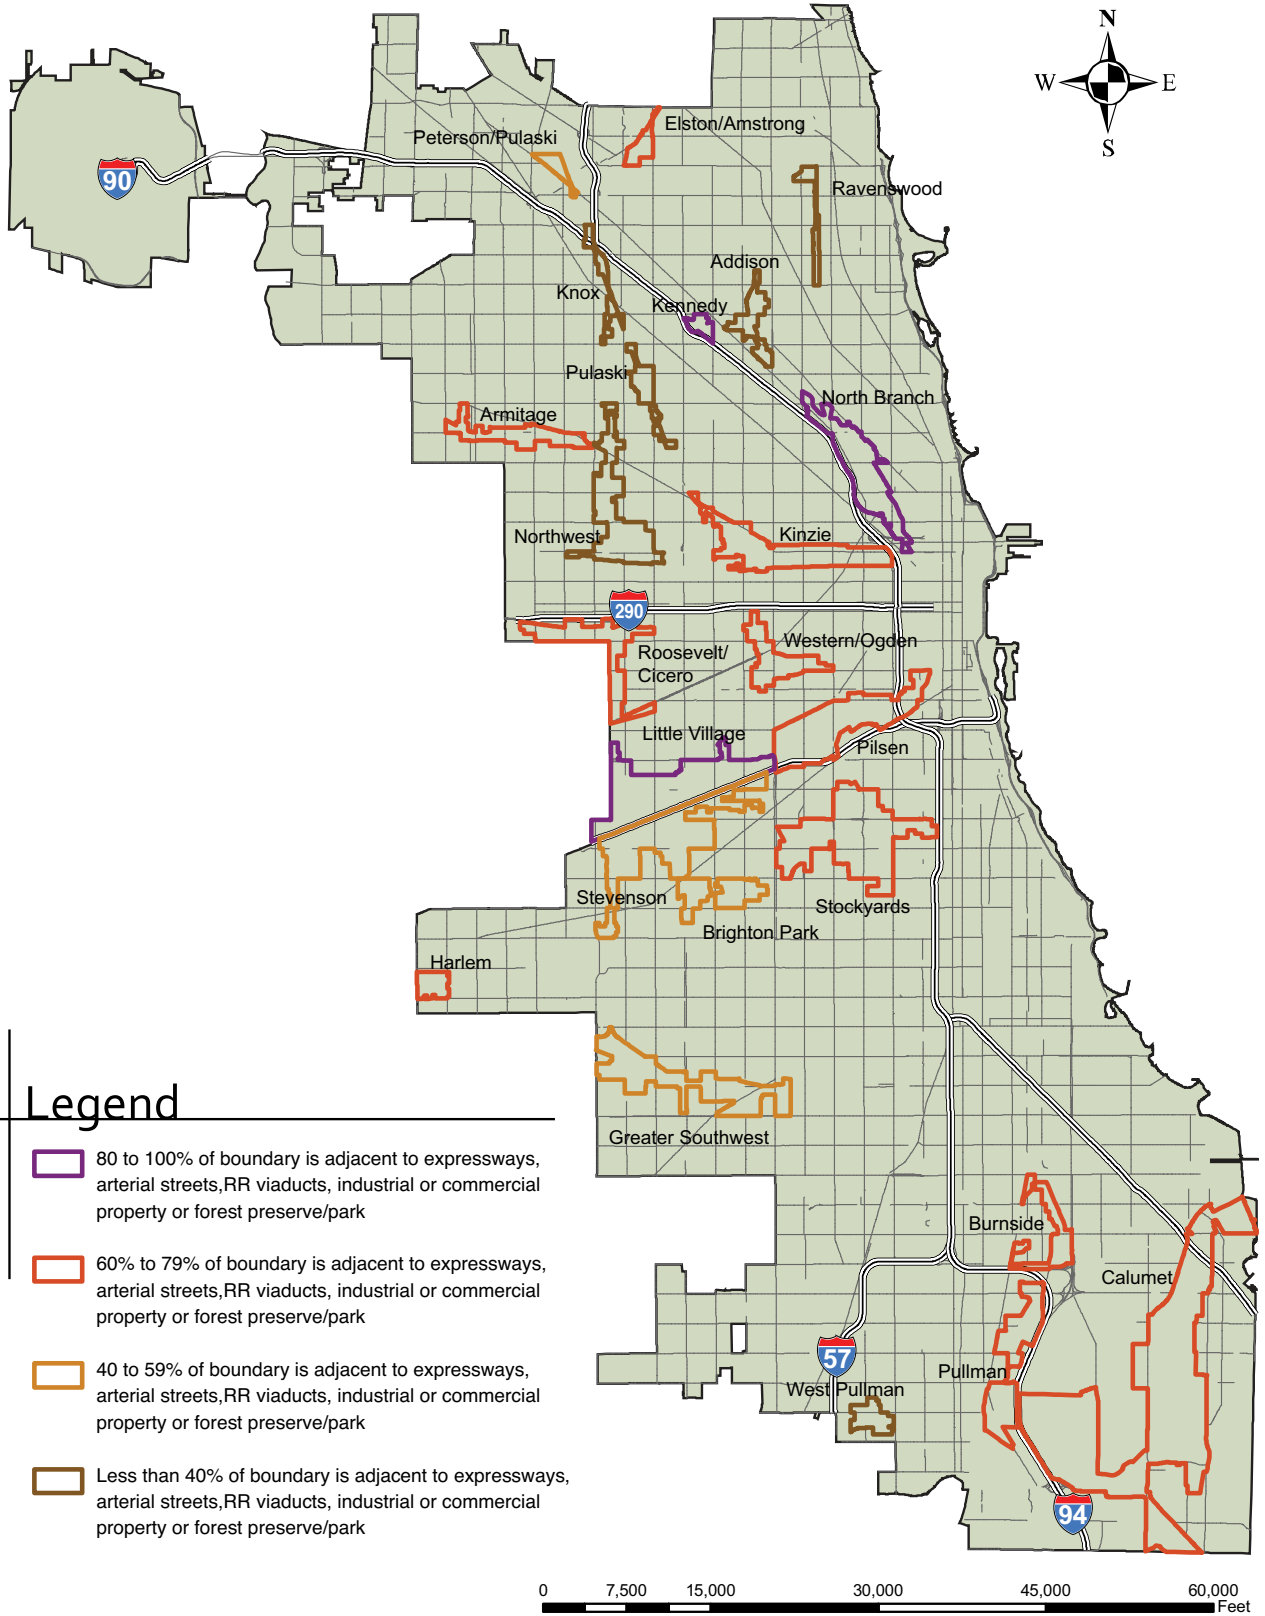 N
W
E
S
Peterson/Pulaski
Elston/Amstrong
90
Ravenswood
Addison
Knox
Kennedy
Pulaski
North Branch
Armitage
Northwest
Kinzie
290
Western/Ogden
Roosevelt/
Cicero
Little Village
Pilsen
Stevenson
Stockyards
Brighton Park
Harlem
Greater Southwest
Burnside
Calumet
57
Pullman
West Pullman
94
Legend
80 to 100% of boundary is adjacent to expressways,
arterial streets,RR viaducts, industrial or commercial
property or forest preserve/park
60% to 79% of boundary is adjacent to expressways,
arterial streets,RR viaducts, industrial or commercial
property or forest preserve/park
40 to 59% of boundary is adjacent to expressways,
arterial streets,RR viaducts, industrial or commercial
property or forest preserve/park
Less than 40% of boundary is adjacent to expressways,
arterial streets,RR viaducts, industrial or commercial
property or forest preserve/park
0 7,500 15,000 30,000 45,000 60,000
Feet